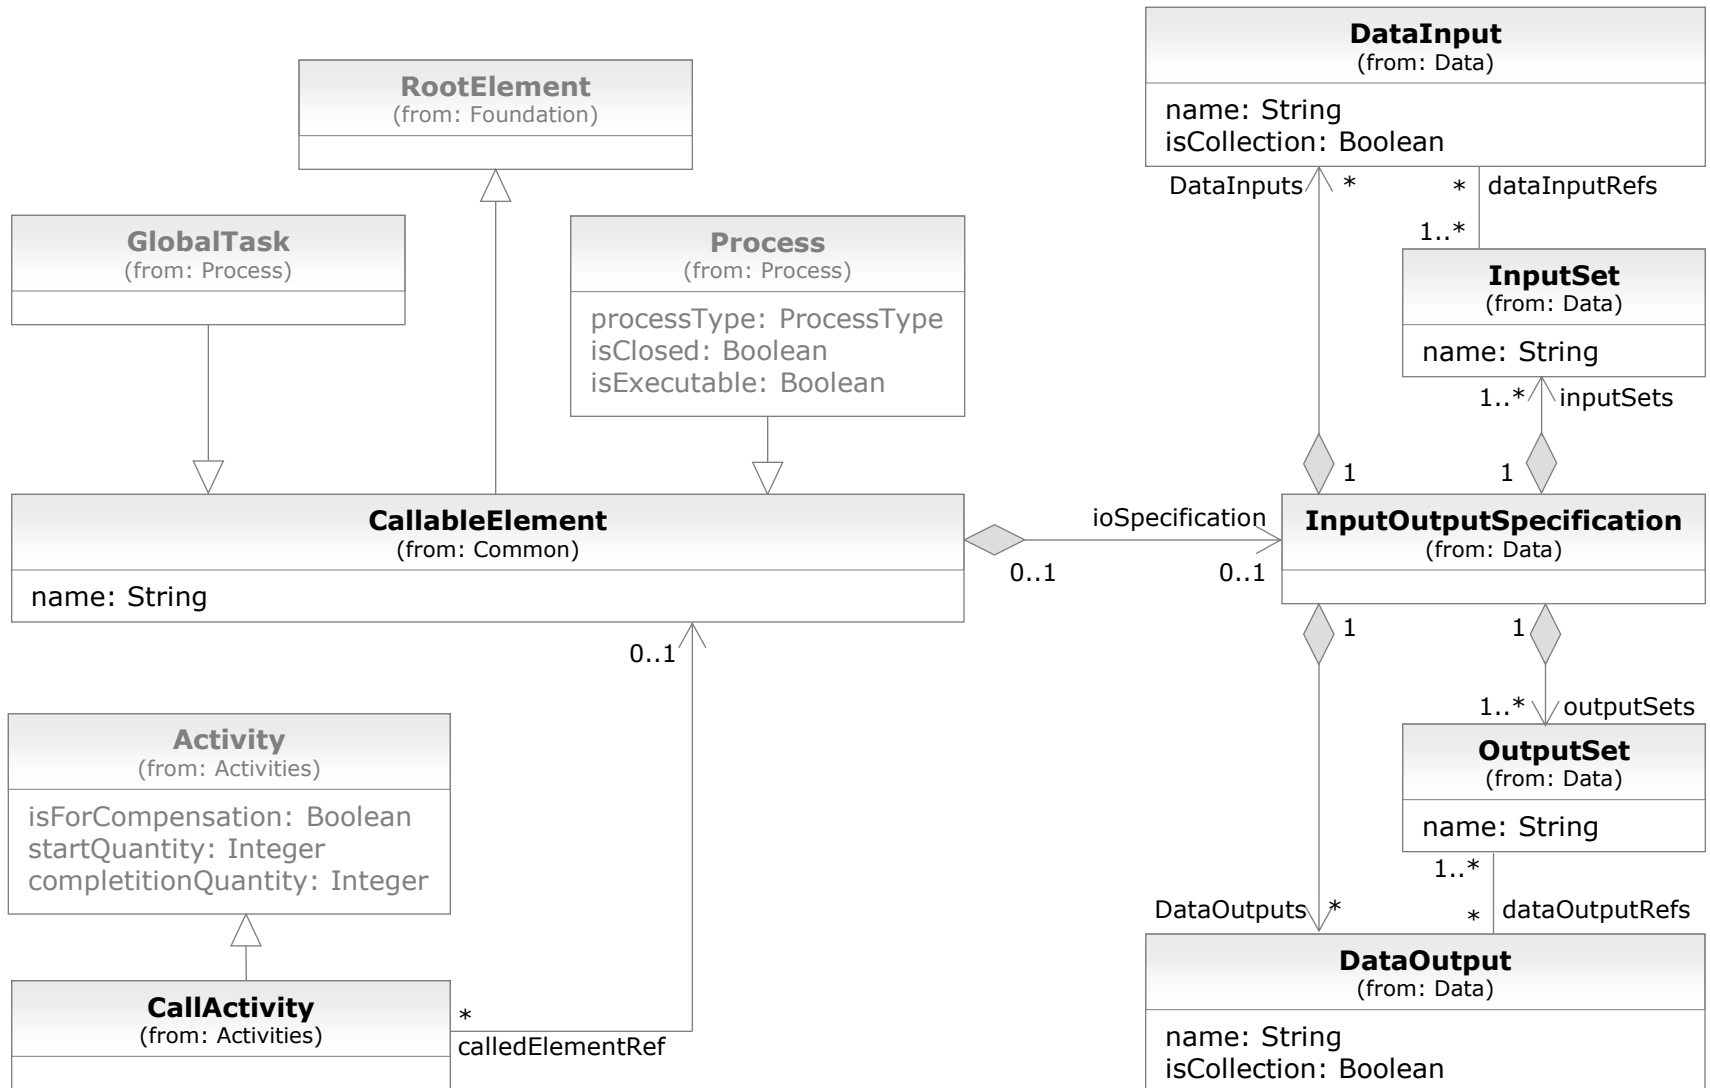 DataInput
(from: Data)
name: String
isCollection: Boolean
RootElement
(from: Foundation)
DataInputs
*
*
dataInputRefs
1..*
GlobalTask
(from: Process)
Process
(from: Process)
processType: ProcessType
isClosed: Boolean
isExecutable: Boolean
InputSet
(from: Data)
name: String
1..*
inputSets
1
1
CallableElement
(from: Common)
name: String
ioSpecification
0..1
0..1
InputOutputSpecification
(from: Data)
1
1
0..1
1..*
outputSets
Activity
(from: Activities)
isForCompensation: Boolean
startQuantity: Integer
completitionQuantity: Integer
OutputSet
(from: Data)
name: String
1..*
DataOutputs
*
*
dataOutputRefs
CallActivity
(from: Activities)
*
calledElementRef
DataOutput
(from: Data)
name: String
isCollection: Boolean